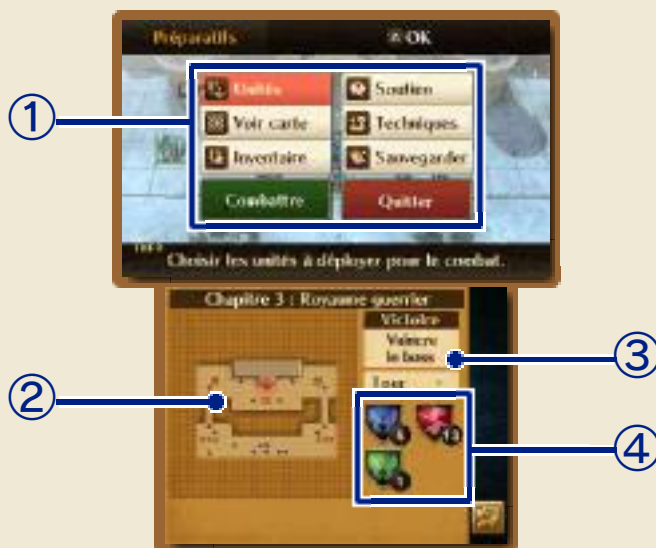 Préparatifs
OK
Unités
Soutien
Voir carte
Techniques
Inventaire
Sauvegarder
Combattre
Quitter
INFO
Choisir les unités à déployer pour le combat.
Chapitre 3 : Royaume guerrier
Victoire
Vaincre
le boss
Tour
1
2
3
4